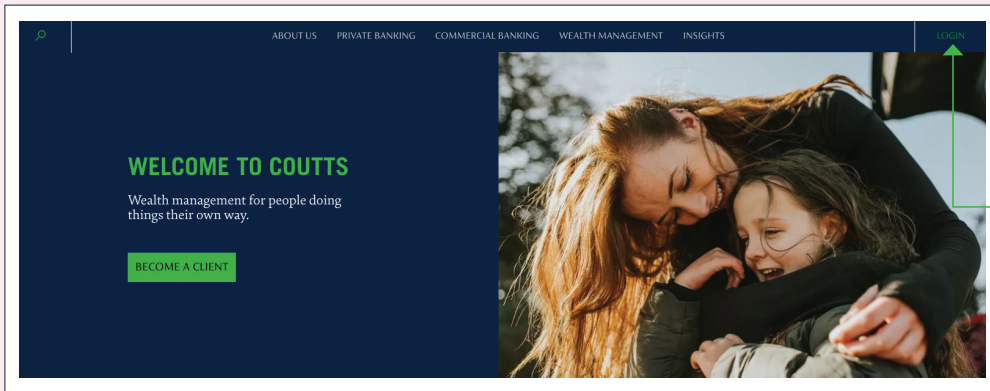 ABOUT US PRIVATE BANKING COMMERCIAL BANKING WEALTH MANAGEMENT INSIGHTS LOGIN
WELCOME TO COUTTS
Wealth management for people doing
things their own way.
BECOME A CLIENT